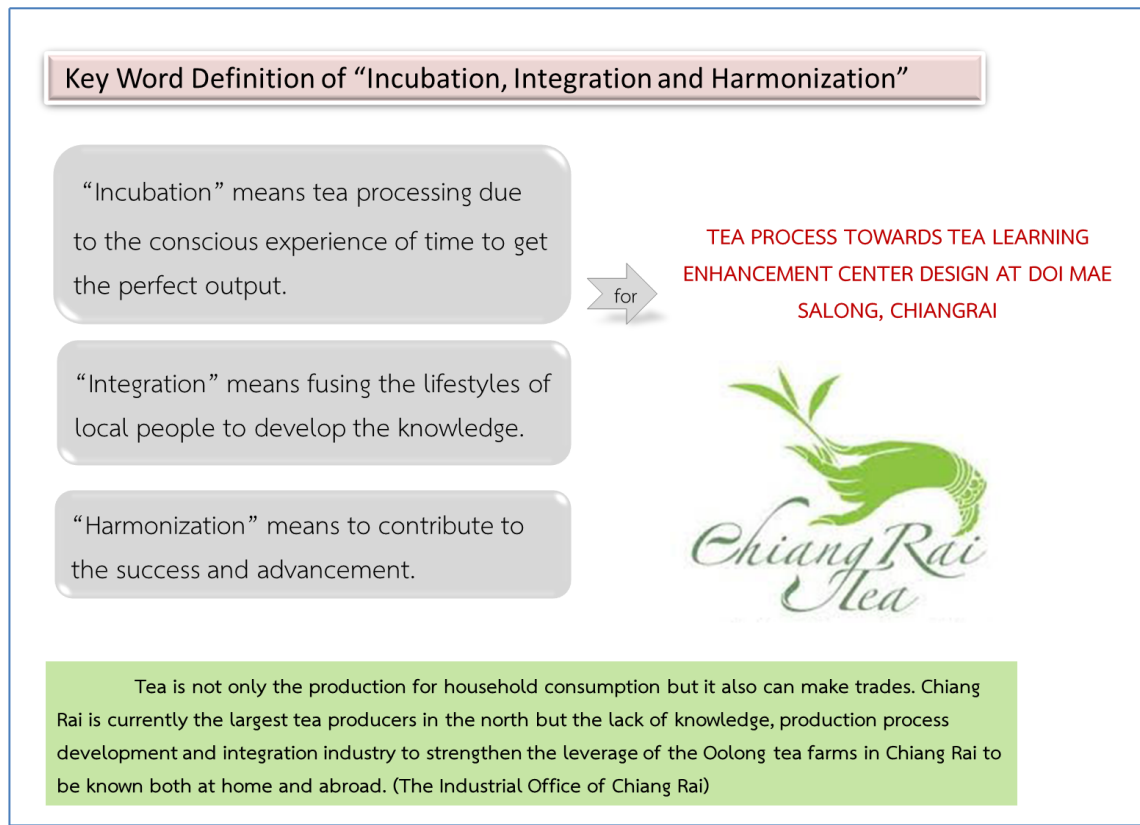 Key Word Definition of “Incubation, Integration and Harmonization”
“Incubation” means tea processing due
to the conscious experience of time to get
the perfect output.
“Integration” means fusing the lifestyles of
local people to develop the knowledge.
“Harmonization” means to contribute to
the success and advancement.
for
TEA PROCESS TOWARDS TEA LEARNING
ENHANCEMENT CENTER DESIGN AT DOI MAE
SALONG, CHIANGRAI
Chiang Rai
Tea
Tea is not only the production for household consumption but it also can make trades. Chiang
Rai is currently the largest tea producers in the north but the lack of knowledge, production process
development and integration industry to strengthen the leverage of the Oolong tea farms in Chiang Rai to
be known both at home and abroad. (The Industrial Office of Chiang Rai)